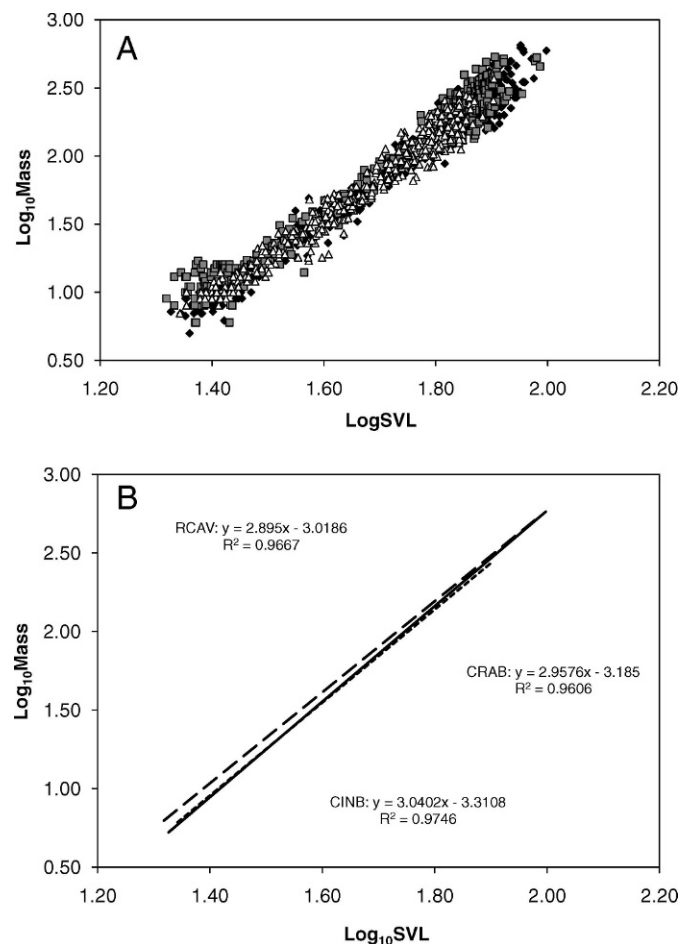 A
3.00
2.50
2.00
1.50
1.00
0.50
1.20
1.40
1.60
1.80
2.00
2.20
Log₁₀Mass
LogSVL
B
3.00
2.50
2.00
1.50
1.00
0.50
1.20
1.40
1.60
1.80
2.00
2.20
Log₁₀Mass
Log₁₀SVL
RCAV: y = 2.895x - 3.0186
R² = 0.9667
CRAB: y = 2.9576x - 3.185
R² = 0.9606
CINB: y = 3.0402x - 3.3108
R² = 0.9746